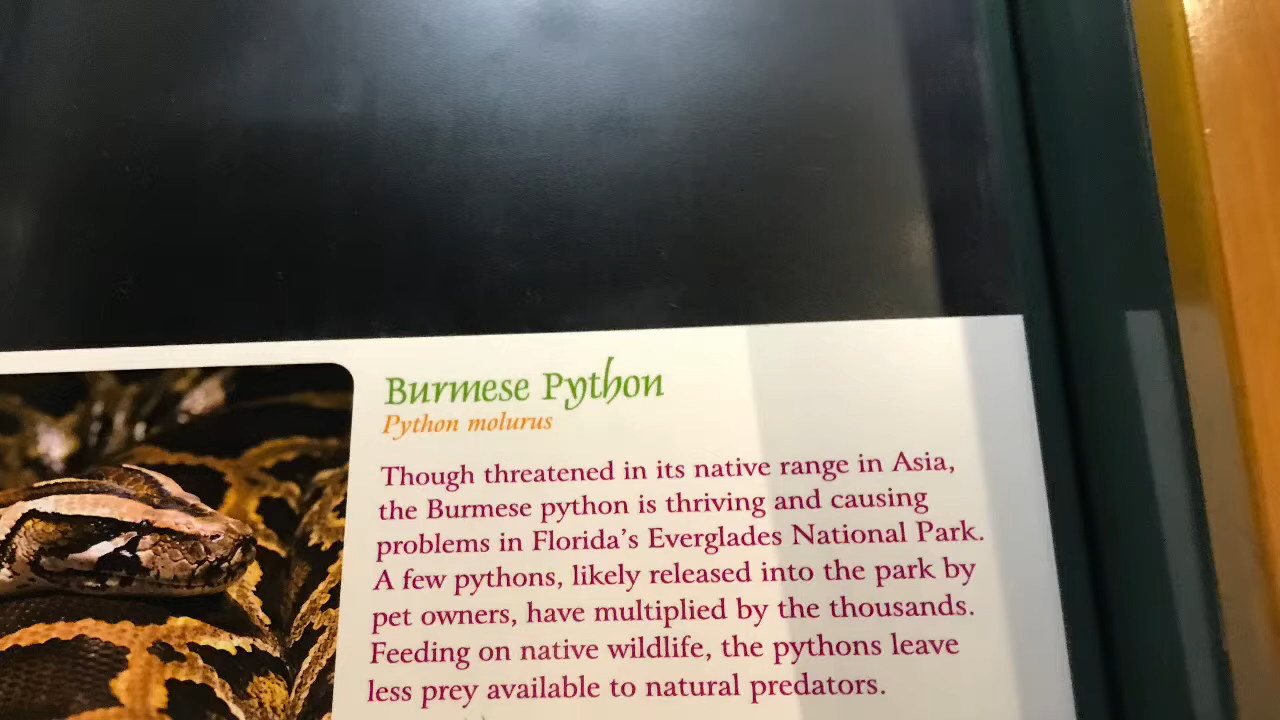 Burmese Python
Python molurus
Though threatened in its native range in Asia,
the Burmese python is thriving and causing
problems in Florida's Everglades National Park.
A few pythons, likely released into the park by
pet owners, have multiplied by the thousands.
Feeding on native wildlife, the pythons leave
less prey available to natural predators.